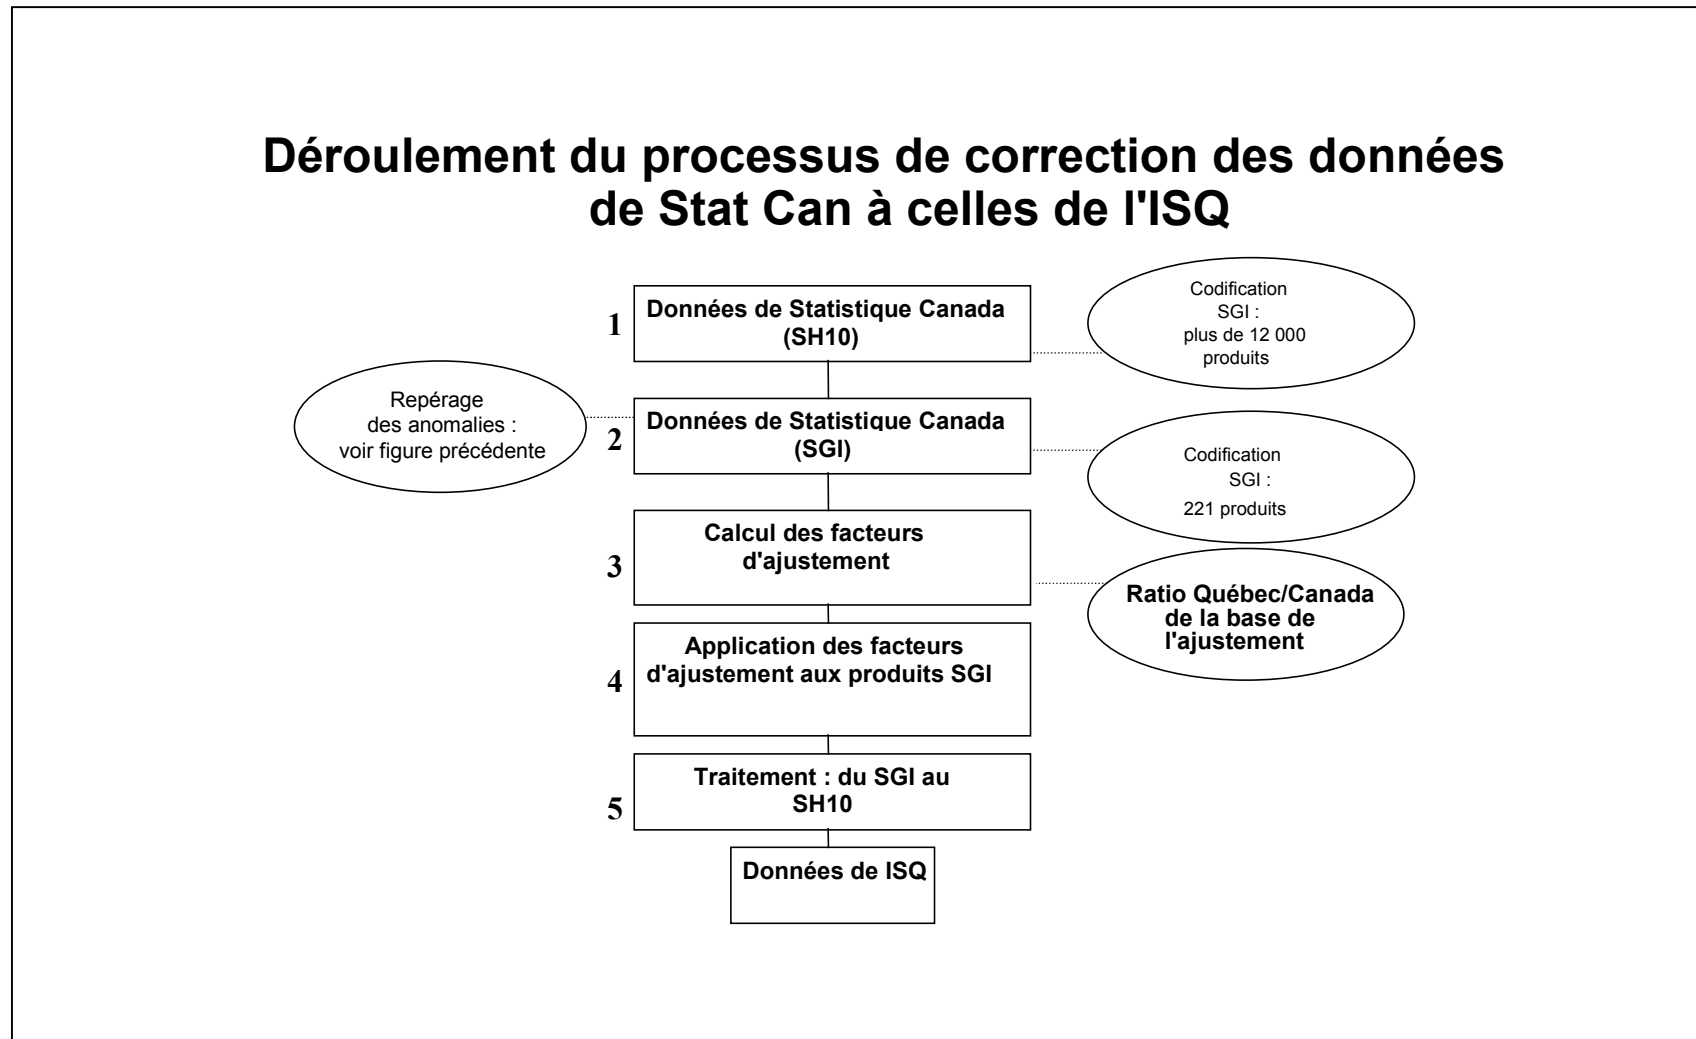 Déroulement du processus de correction des données
de Stat Can à celles de l'ISQ
1
Données de Statistique Canada
(SH10)
Codification
SGI :
plus de 12 000
produits
Repérage
des anomalies :
voir figure précédente
2
Données de Statistique Canada
(SGI)
Codification
SGI :
221 produits
3
Calcul des facteurs
d'ajustement
Ratio Québec/Canada
de la base de
l'ajustement
4
Application des facteurs
d'ajustement aux produits SGI
5
Traitement : du SGI au
SH10
Données de ISQ